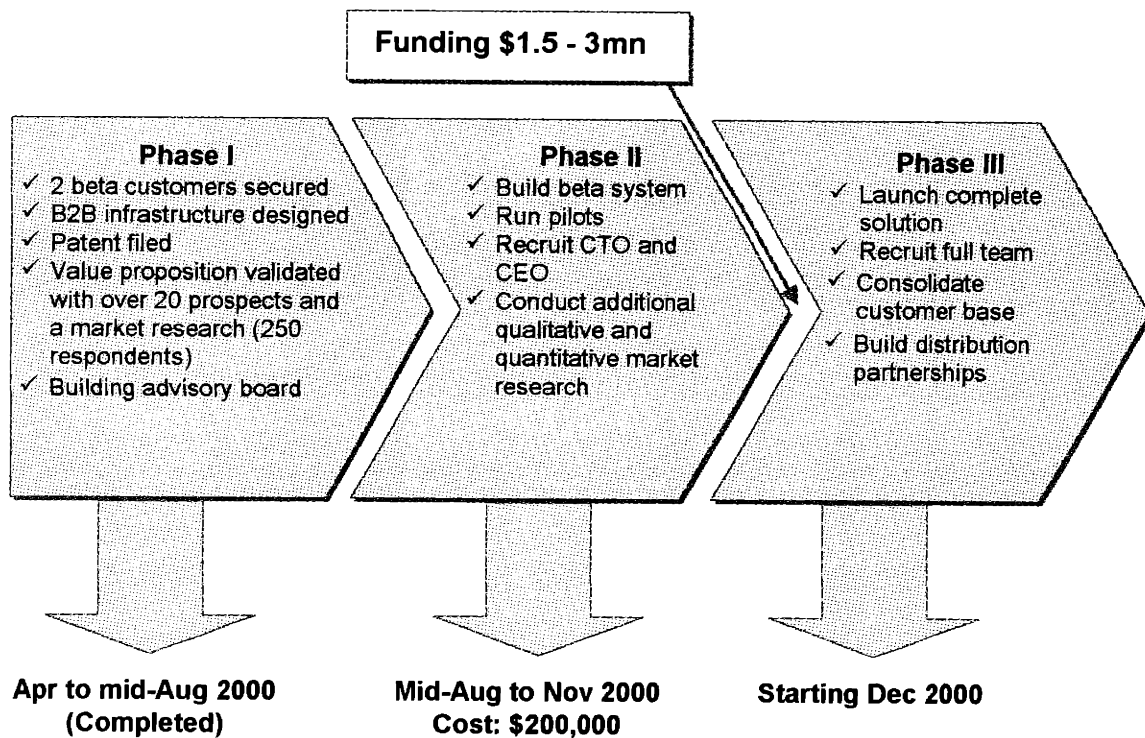 Funding $1.5 - 3mn
Phase I
✓ 2 beta customers secured
✓ B2B infrastructure designed
✓ Patent filed
✓ Value proposition validated
with over 20 prospects and
a market research (250
respondents)
✓ Building advisory board
Phase II
✓ Build beta system
✓ Run pilots
✓ Recruit CTO and
CEO
✓ Conduct additional
qualitative and
quantitative market
research
Phase III
✓ Launch complete
solution
✓ Recruit full team
✓ Consolidate
customer base
✓ Build distribution
partnerships
Apr to mid-Aug 2000
(Completed)
Mid-Aug to Nov 2000
Cost: $200,000
Starting Dec 2000